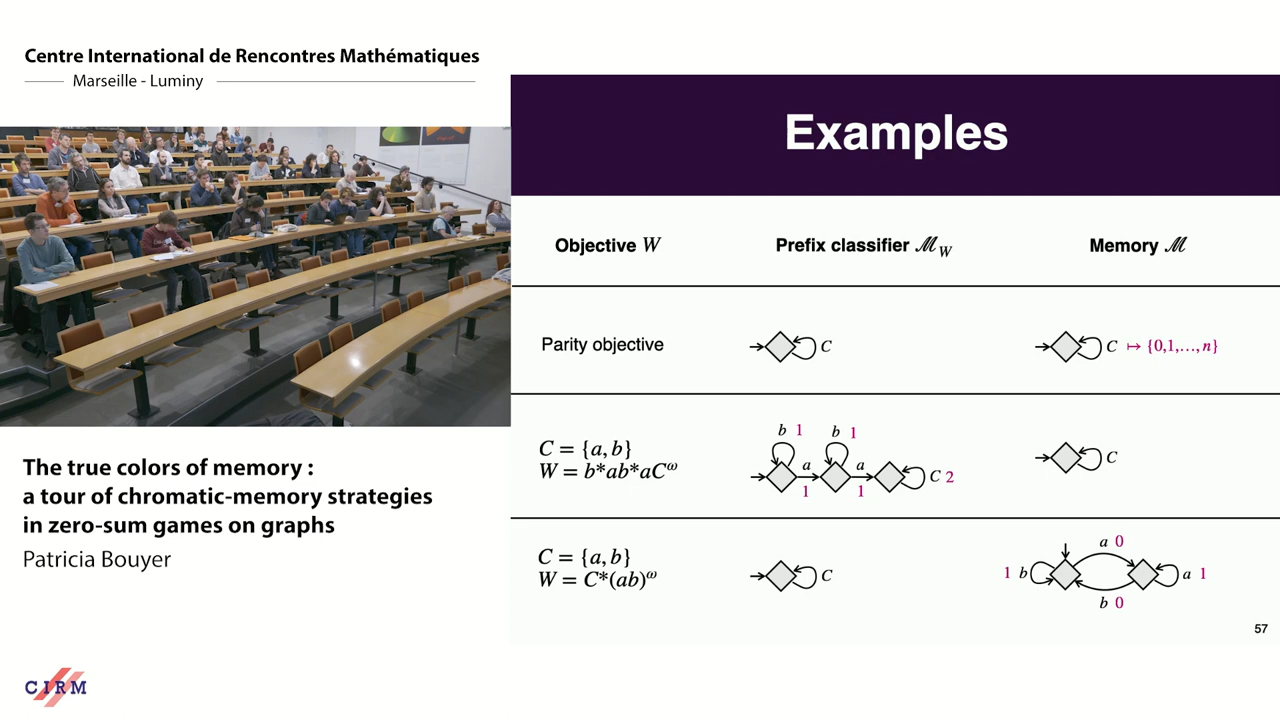 Centre International de Rencontres Mathématiques
Marseille - Luminy
Examples
Objective W
Prefix classifier ℳ_W
Memory ℳ
Parity objective
C
C ↦ {0,1,…,n}
C = {a, b}
W = b*ab*aC^ω
b 1
b 1
a
a
1
1
C 2
C
C = {a, b}
W = C*(ab)^ω
C
a 0
1 b
a 1
b 0
57
The true colors of memory :
a tour of chromatic-memory strategies
in zero-sum games on graphs
Patricia Bouyer
CIRM